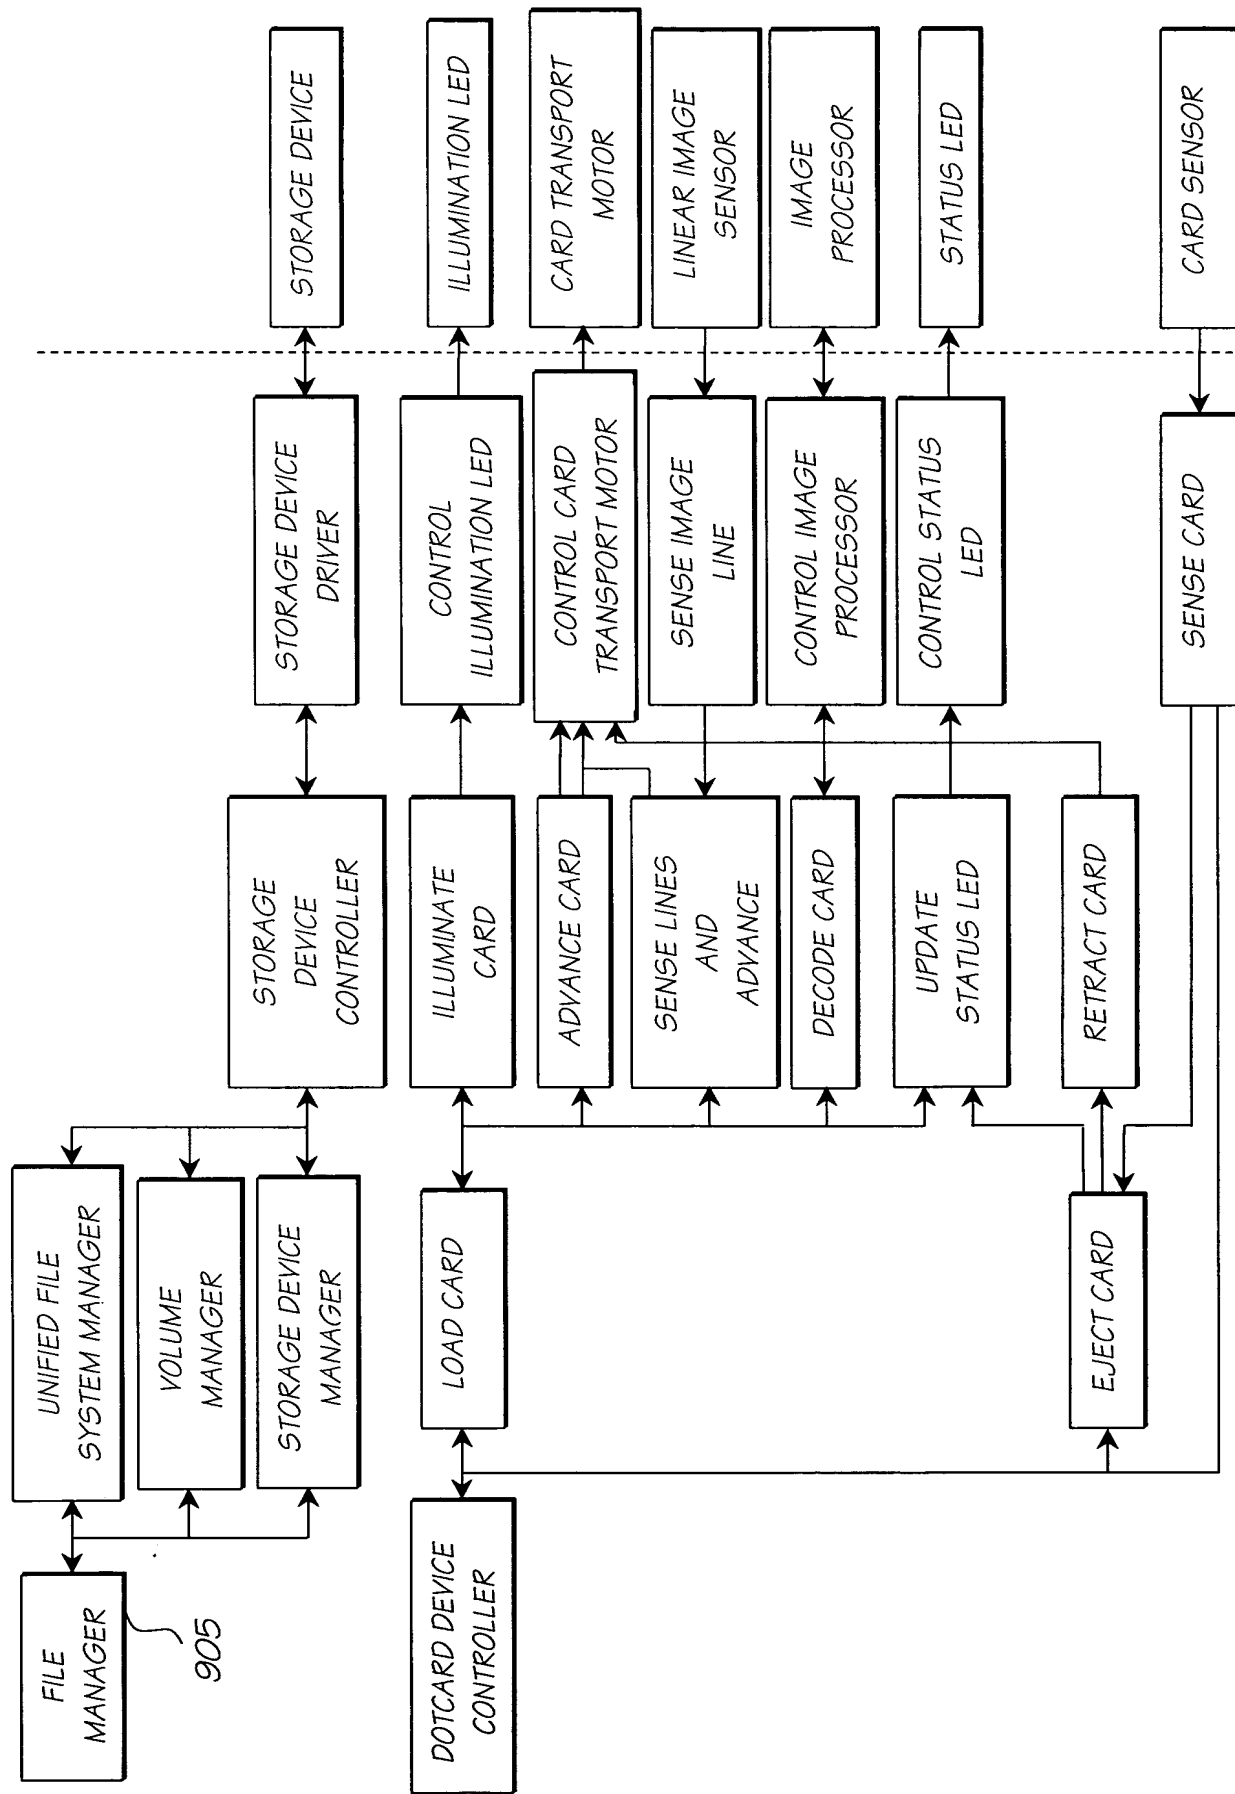 FILE
MANAGER
905
UNIFIED FILE
SYSTEM MANAGER
VOLUME
MANAGER
STORAGE DEVICE
MANAGER
STORAGE
DEVICE
CONTROLLER
STORAGE DEVICE
DRIVER
STORAGE DEVICE
DOTCARD DEVICE
CONTROLLER
LOAD CARD
ILLUMINATE
CARD
CONTROL
ILLUMINATION LED
ILLUMINATION LED
ADVANCE CARD
CONTROL CARD
TRANSPORT MOTOR
CARD TRANSPORT
MOTOR
SENSE LINES
AND
ADVANCE
SENSE IMAGE
LINE
LINEAR IMAGE
SENSOR
DECODE CARD
CONTROL IMAGE
PROCESSOR
IMAGE
PROCESSOR
UPDATE
STATUS LED
CONTROL STATUS
LED
STATUS LED
EJECT CARD
RETRACT CARD
SENSE CARD
CARD SENSOR